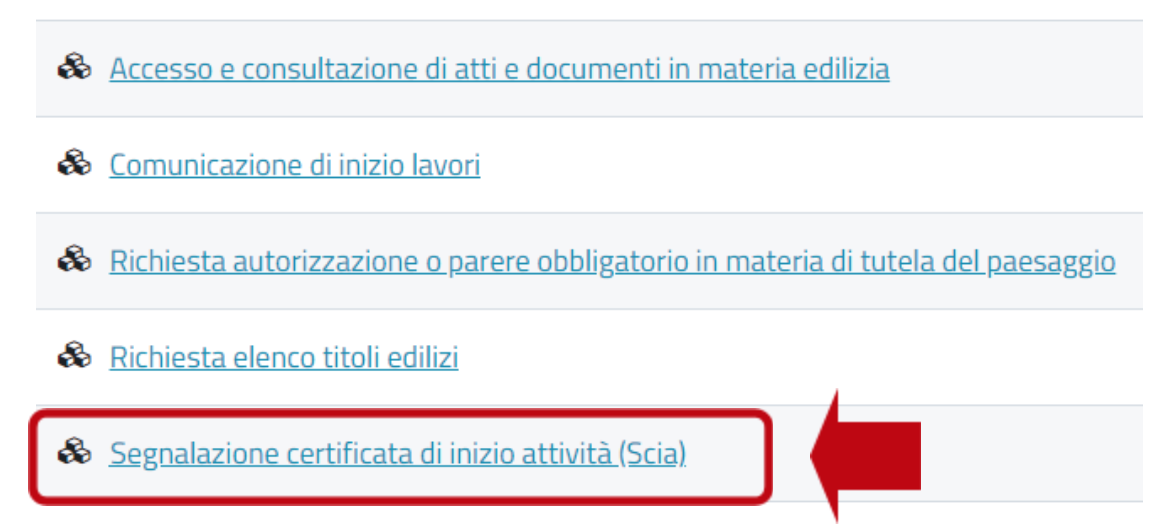 Accesso e consultazione di atti e documenti in materia edilizia
Comunicazione di inizio lavori
Richiesta autorizzazione o parere obbligatorio in materia di tutela del paesaggio
Richiesta elenco titoli edilizi
Segnalazione certificata di inizio attività (Scia)